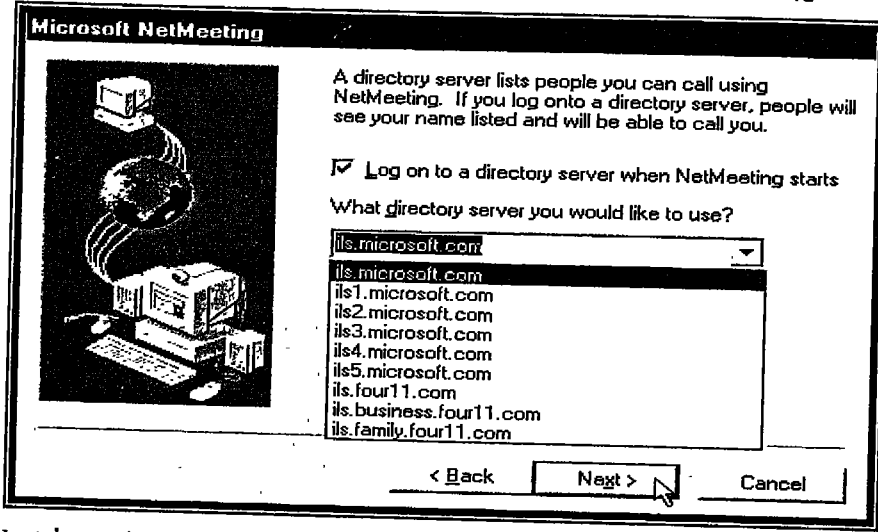 Microsoft NetMeeting
A directory server lists people you can call using
NetMeeting. If you log onto a directory server, people will
see your name listed and will be able to call you.
Log on to a directory server when NetMeeting starts
What directory server you would like to use?
ils.microsoft.com
ils.microsoft.com
ils1.microsoft.com
ils2.microsoft.com
ils3.microsoft.com
ils4.microsoft.com
ils5.microsoft.com
ils.four11.com
ils.business.four11.com
ils.family.four11.com
< Back Next > Cancel